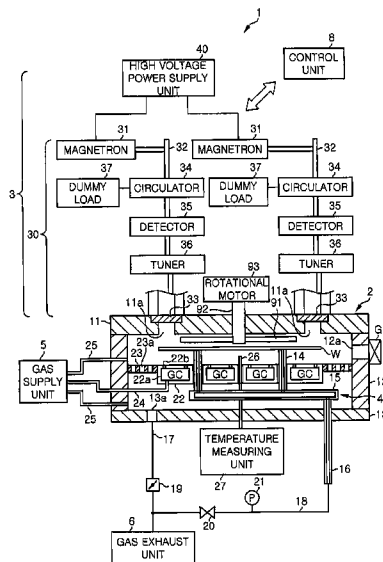 1
40
8
HIGH VOLTAGE
POWER SUPPLY
UNIT
CONTROL
UNIT
3
31
32
31
32
MAGNETRON
MAGNETRON
37
34
37
34
DUMMY
LOAD
CIRCULATOR
DUMMY
LOAD
CIRCULATOR
30
35
35
DETECTOR
DETECTOR
36
36
TUNER
TUNER
93
ROTATIONAL
MOTOR
11a
33
92
11a
91
33
2
11
5
25
23
23a
22b
26
14
W
12a
G
GAS
SUPPLY
UNIT
22a
GC
GC
GC
GC
15
12
25
24
13a
22
4
13
17
TEMPERATURE
MEASURING
UNIT
27
16
21
P
19
20
18
6
GAS EXHAUST
UNIT